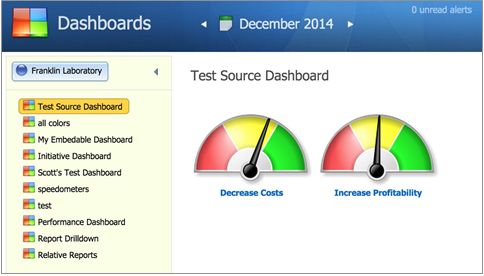 0 unread alerts
Dashboards
December 2014
Franklin Laboratory
Test Source Dashboard
all colors
My Embedable Dashboard
Initiative Dashboard
Scott's Test Dashboard
speedometers
test
Performance Dashboard
Report Drilldown
Relative Reports
Test Source Dashboard
Decrease Costs
Increase Profitability